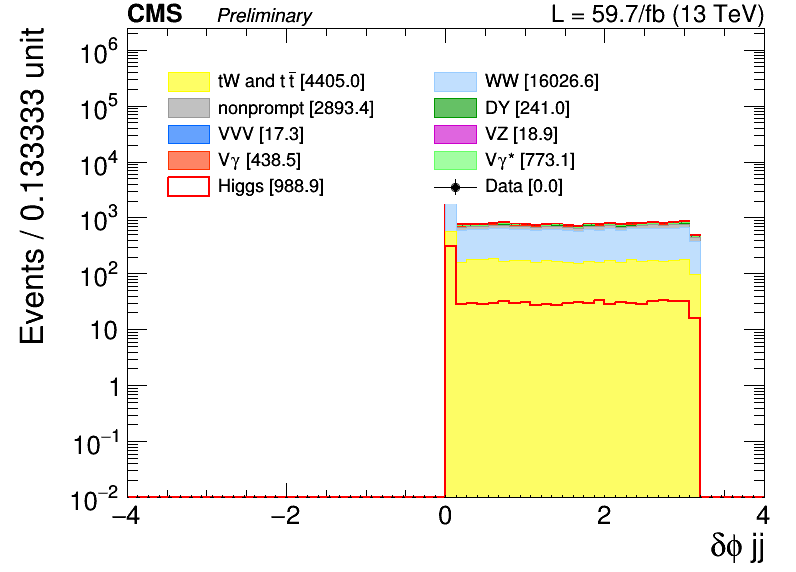 CMS Preliminary L = 59.7/fb (13 TeV)
Events / 0.133333 unit
tW and tt̅ [4405.0] WW [16026.6]
nonprompt [2893.4] DY [241.0]
VVV [17.3] VZ [18.9]
Vγ [438.5] Vγ* [773.1]
Higgs [988.9] Data [0.0]
10⁶
10⁵
10⁴
10³
10²
10
1
10⁻¹
10⁻²
−4 −2 0 2 4
δϕ jj